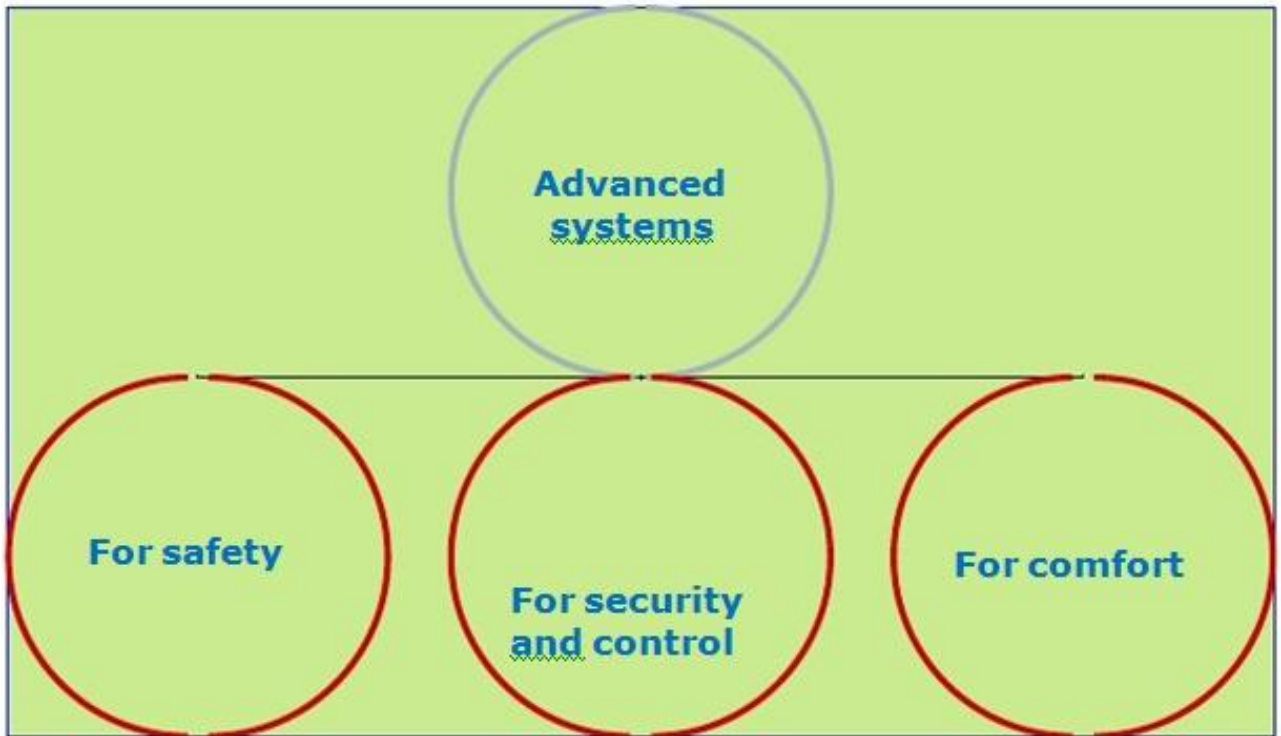 Advanced
systems
For safety
For security
and control
For comfort